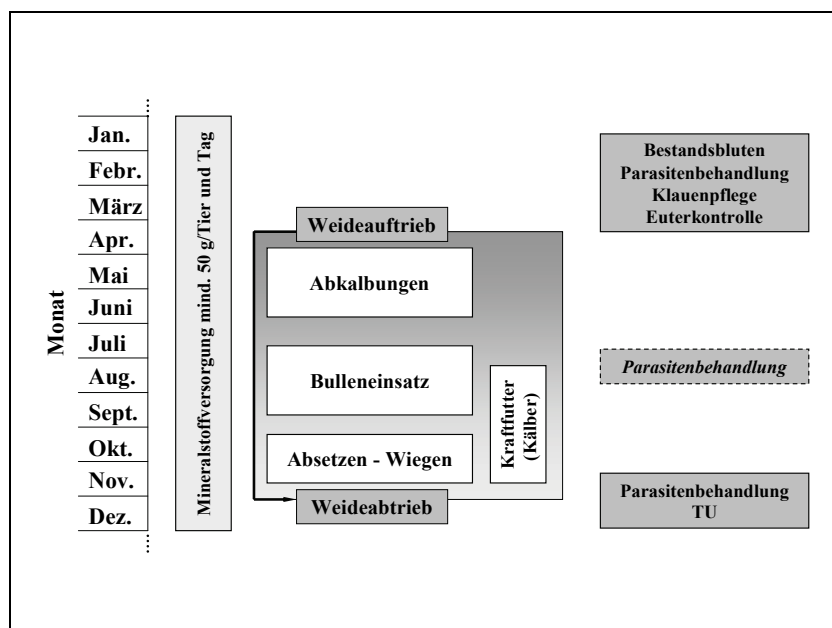 Monat
Jan.
Febr.
März
Apr.
Mai
Juni
Juli
Aug.
Sept.
Okt.
Nov.
Dez.
Mineralstoffversorgung mind. 50 g/Tier und Tag
Weideauftrieb
Abkalbungen
Bulleneinsatz
Absetzen - Wiegen
Weideabtrieb
Kraftfutter
(Kälber)
Bestandsbluten
Parasitenbehandlung
Klauenpflege
Euterkontrolle
Parasitenbehandlung
Parasitenbehandlung
TU